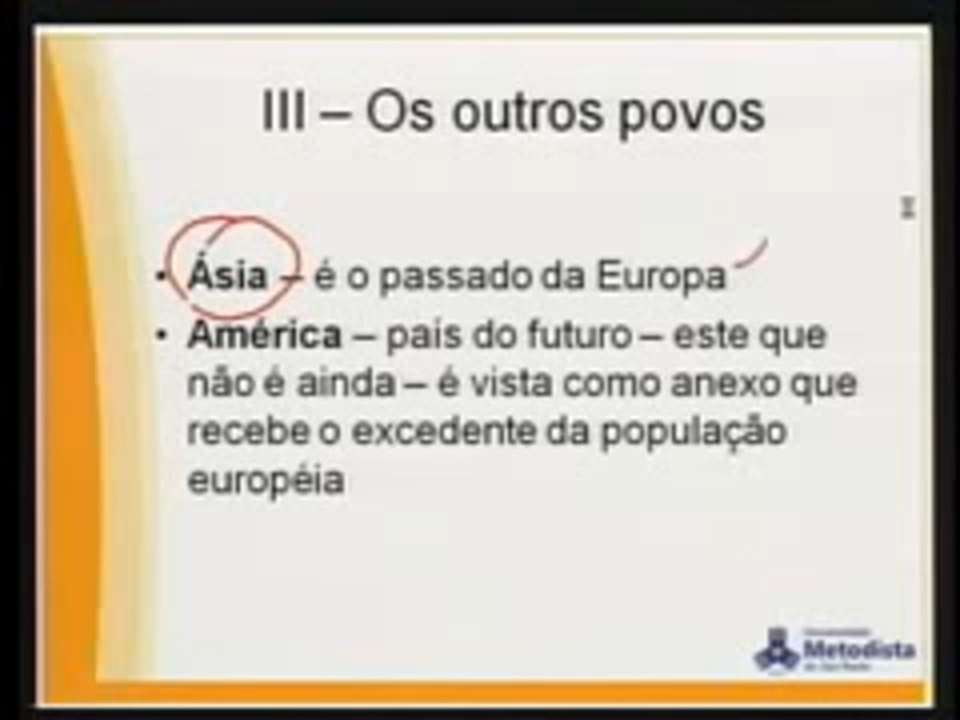 III – Os outros povos
• Ásia – é o passado da Europa
• América – país do futuro – este que
não é ainda – é vista como anexo que
recebe o excedente da população
européia
Metodista